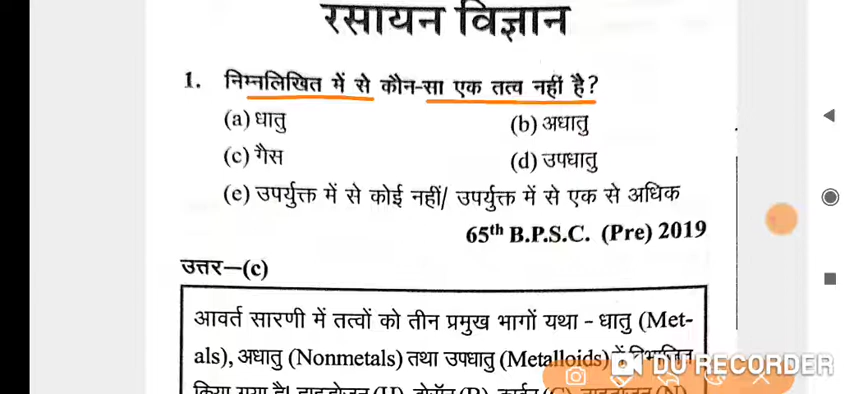 रसायन विज्ञान
1. निम्नलिखित में से कौन-सा एक तत्व नहीं है?
(a) धातु (b) अधातु
(c) गैस (d) उपधातु
(e) उपर्युक्त में से कोई नहीं/ उपर्युक्त में से एक से अधिक
65th B.P.S.C. (Pre) 2019
उत्तर–(c)
आवर्त सारणी में तत्वों को तीन प्रमुख भागों यथा - धातु (Met-
als), अधातु (Nonmetals) तथा उपधातु (Metalloids) में विभाजित
DU RECORDER